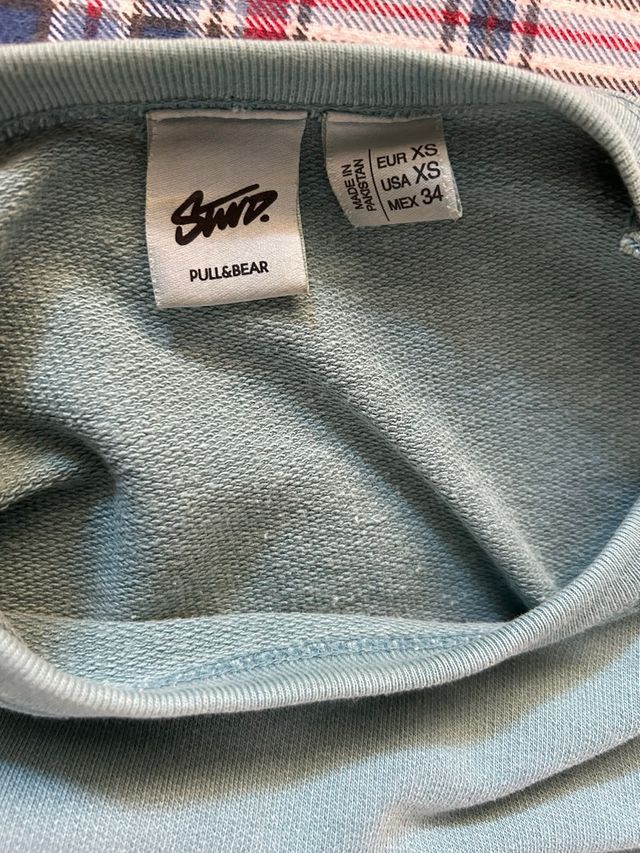 STWD.
PULL&BEAR
MADE IN
PAKISTAN
EUR XS
USA XS
MEX 34